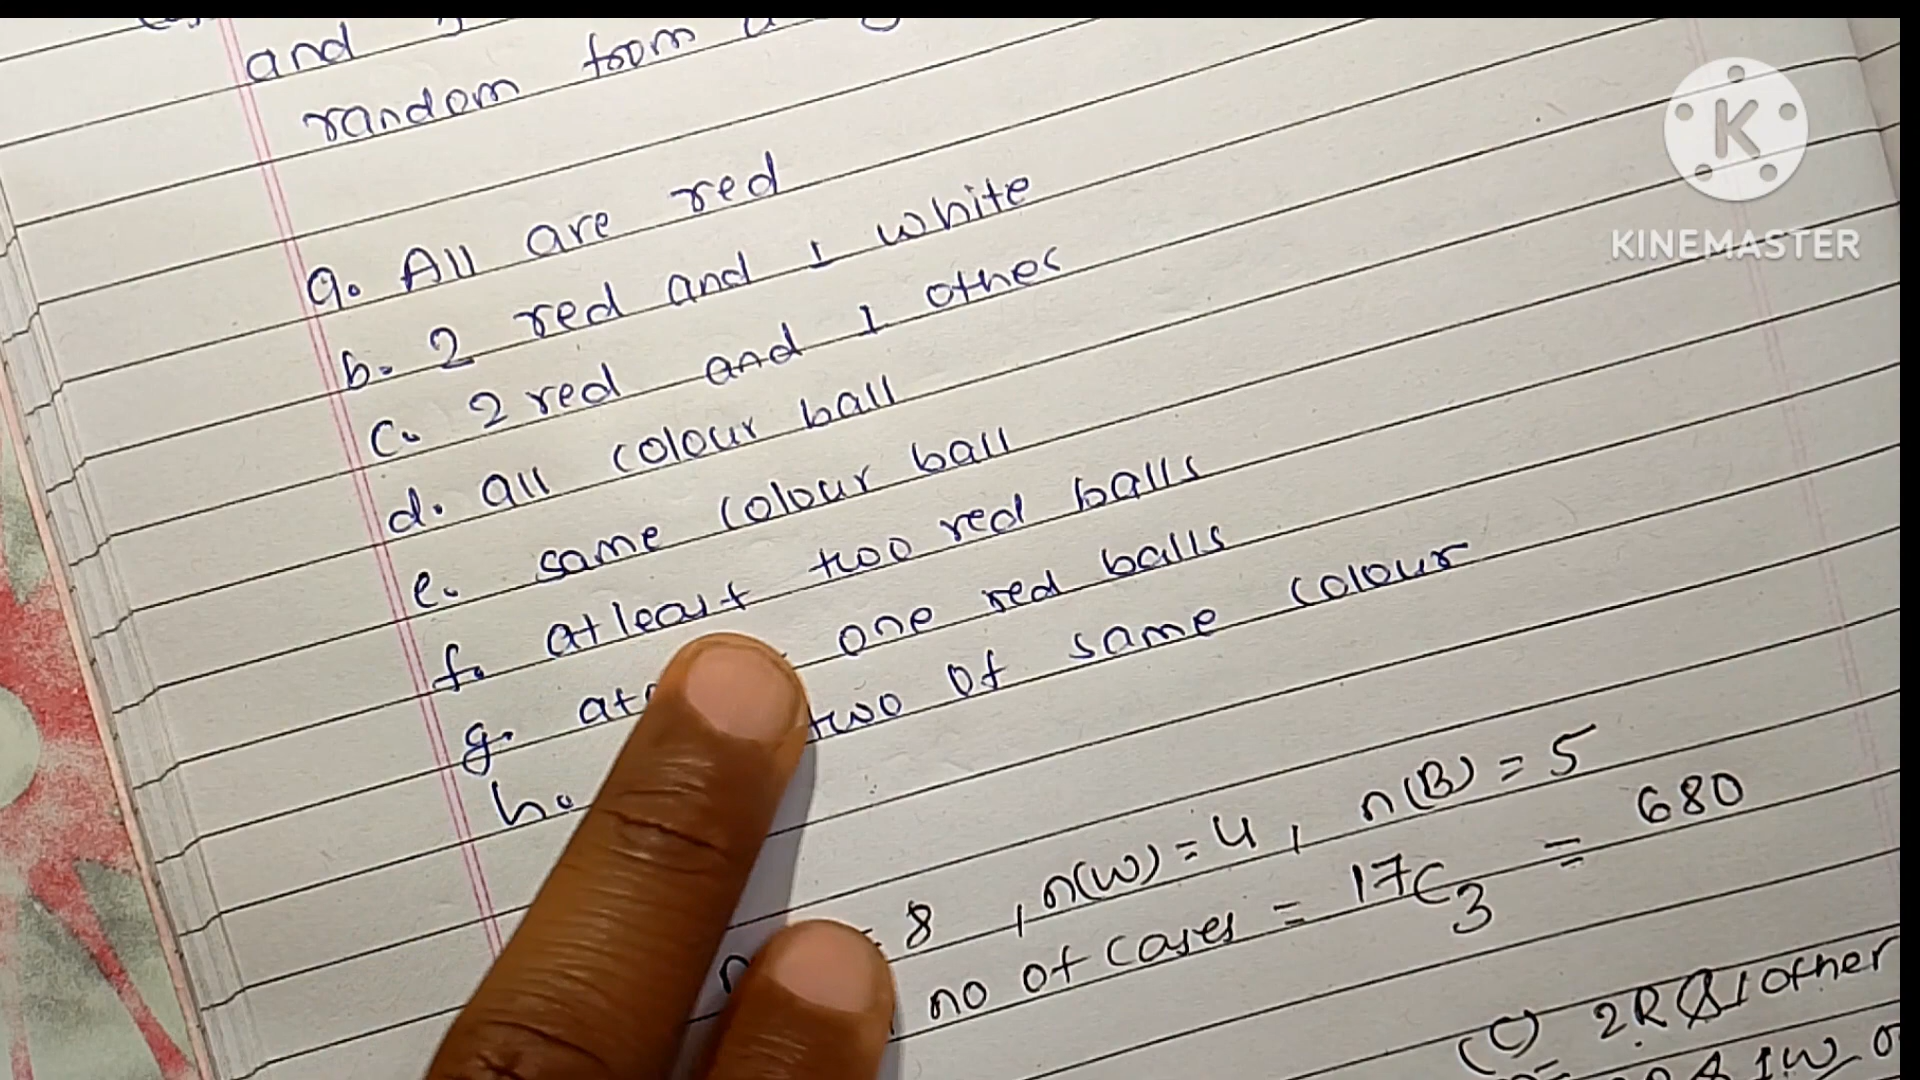 and
random from a
a. All are red
b. 2 red and 1 white
c. 2 red and 1 other
d. all colour ball
e. same colour ball
f. atleast two red balls
g. one red balls
h. two of same colour
= 8 , n(W) = 4 , n(B) = 5
no of cases = 17C3 = 680
(C) 2R & 1 other
& 1W
KINEMASTER